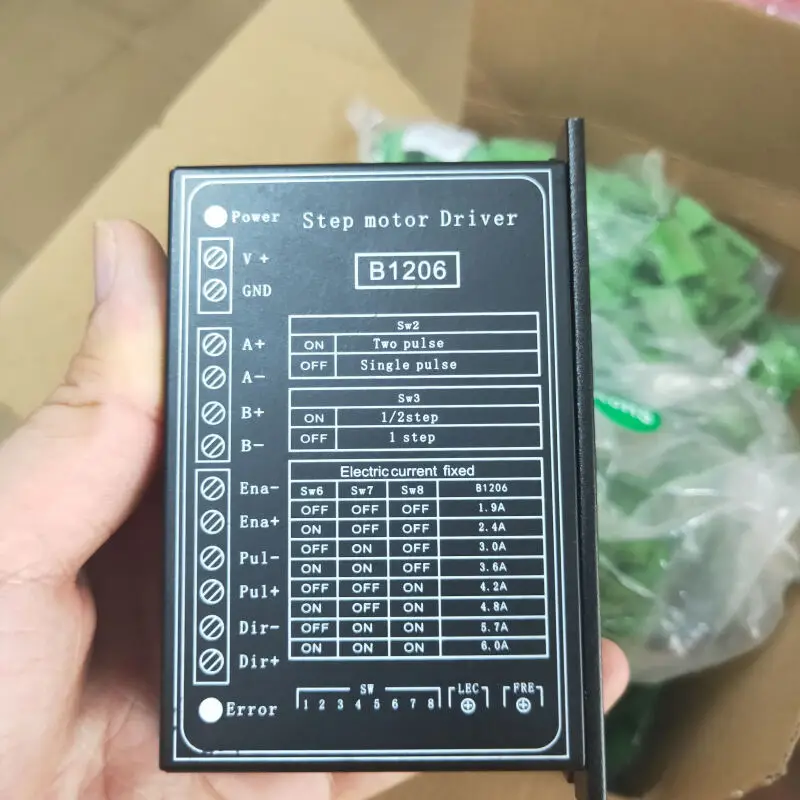 Power
Step motor Driver
B1206
V +
GND
A+
A-
B+
B-
Ena-
Ena+
Pul-
Pul+
Dir-
Dir+
Error
Sw2
ON Two pulse
OFF Single pulse
Sw3
ON 1/2step
OFF 1 step
Electric current fixed
Sw6 Sw7 Sw8 B1206
OFF OFF OFF 1.9A
ON OFF OFF 2.4A
OFF ON OFF 3.0A
ON ON OFF 3.6A
OFF OFF ON 4.2A
ON OFF ON 4.8A
OFF ON ON 5.7A
ON ON ON 6.0A
SW
1 2 3 4 5 6 7 8
LEC
FRE